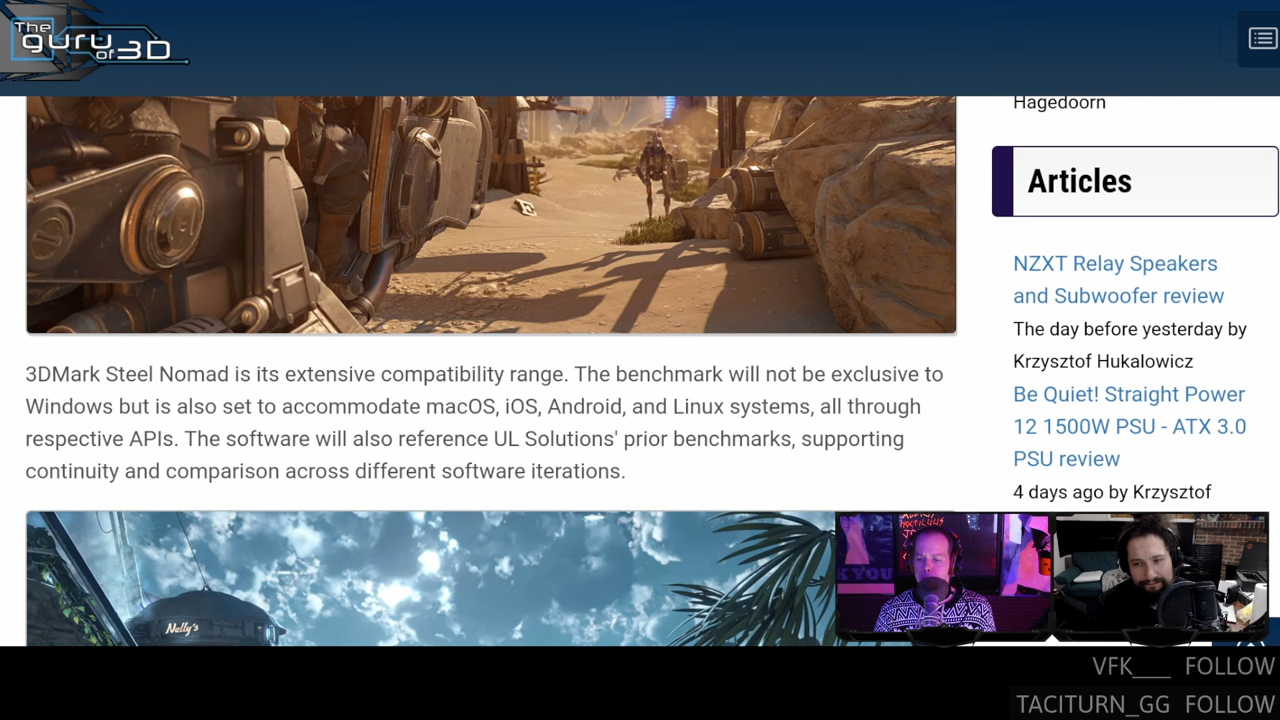 The
guru of 3D
Hagedoorn
Articles
NZXT Relay Speakers
and Subwoofer review
The day before yesterday by
Krzysztof Hukalowicz
Be Quiet! Straight Power
12 1500W PSU - ATX 3.0
PSU review
4 days ago by Krzysztof
3DMark Steel Nomad is its extensive compatibility range. The benchmark will not be exclusive to
Windows but is also set to accommodate macOS, iOS, Android, and Linux systems, all through
respective APIs. The software will also reference UL Solutions' prior benchmarks, supporting
continuity and comparison across different software iterations.
Nelly's
K YOU
VFK___ FOLLOW
TACITURN_GG FOLLOW